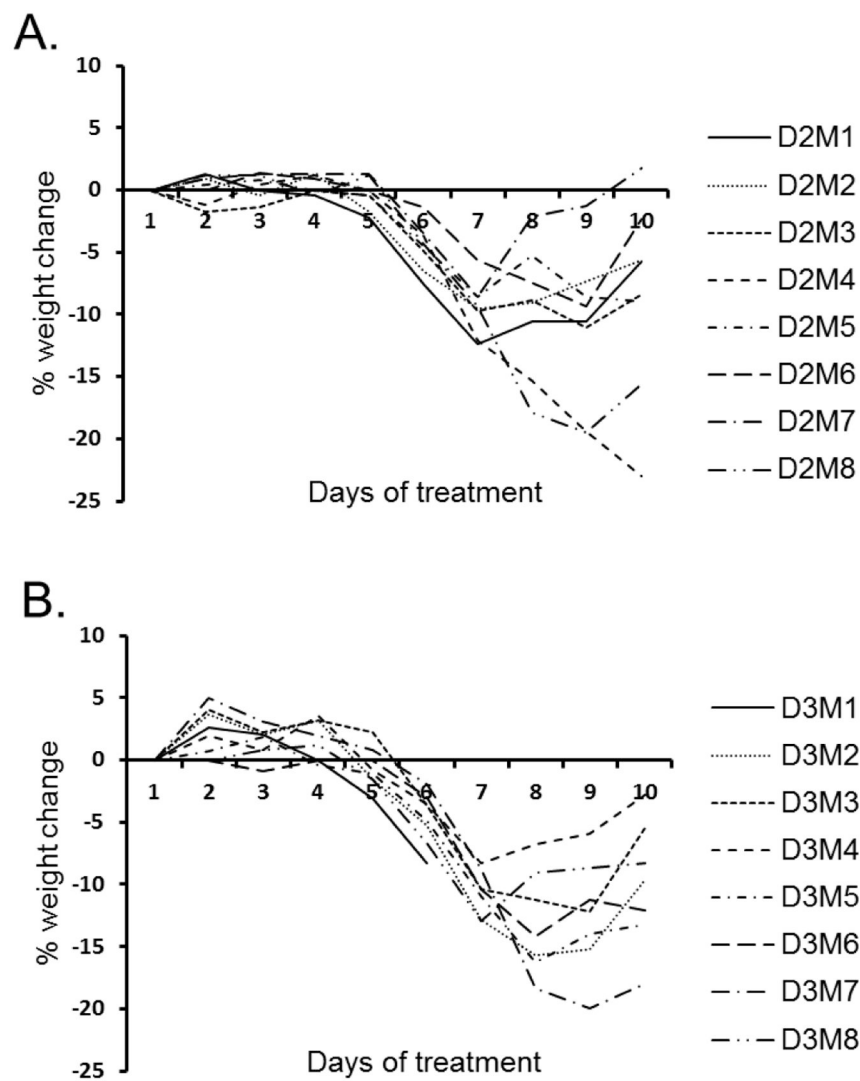 A.
10
5
0
-5
-10
-15
-20
-25
% weight change
1 2 3 4 5 6 7 8 9 10
Days of treatment
D2M1
D2M2
D2M3
D2M4
D2M5
D2M6
D2M7
D2M8
B.
10
5
0
-5
-10
-15
-20
-25
% weight change
1 2 3 4 5 6 7 8 9 10
Days of treatment
D3M1
D3M2
D3M3
D3M4
D3M5
D3M6
D3M7
D3M8